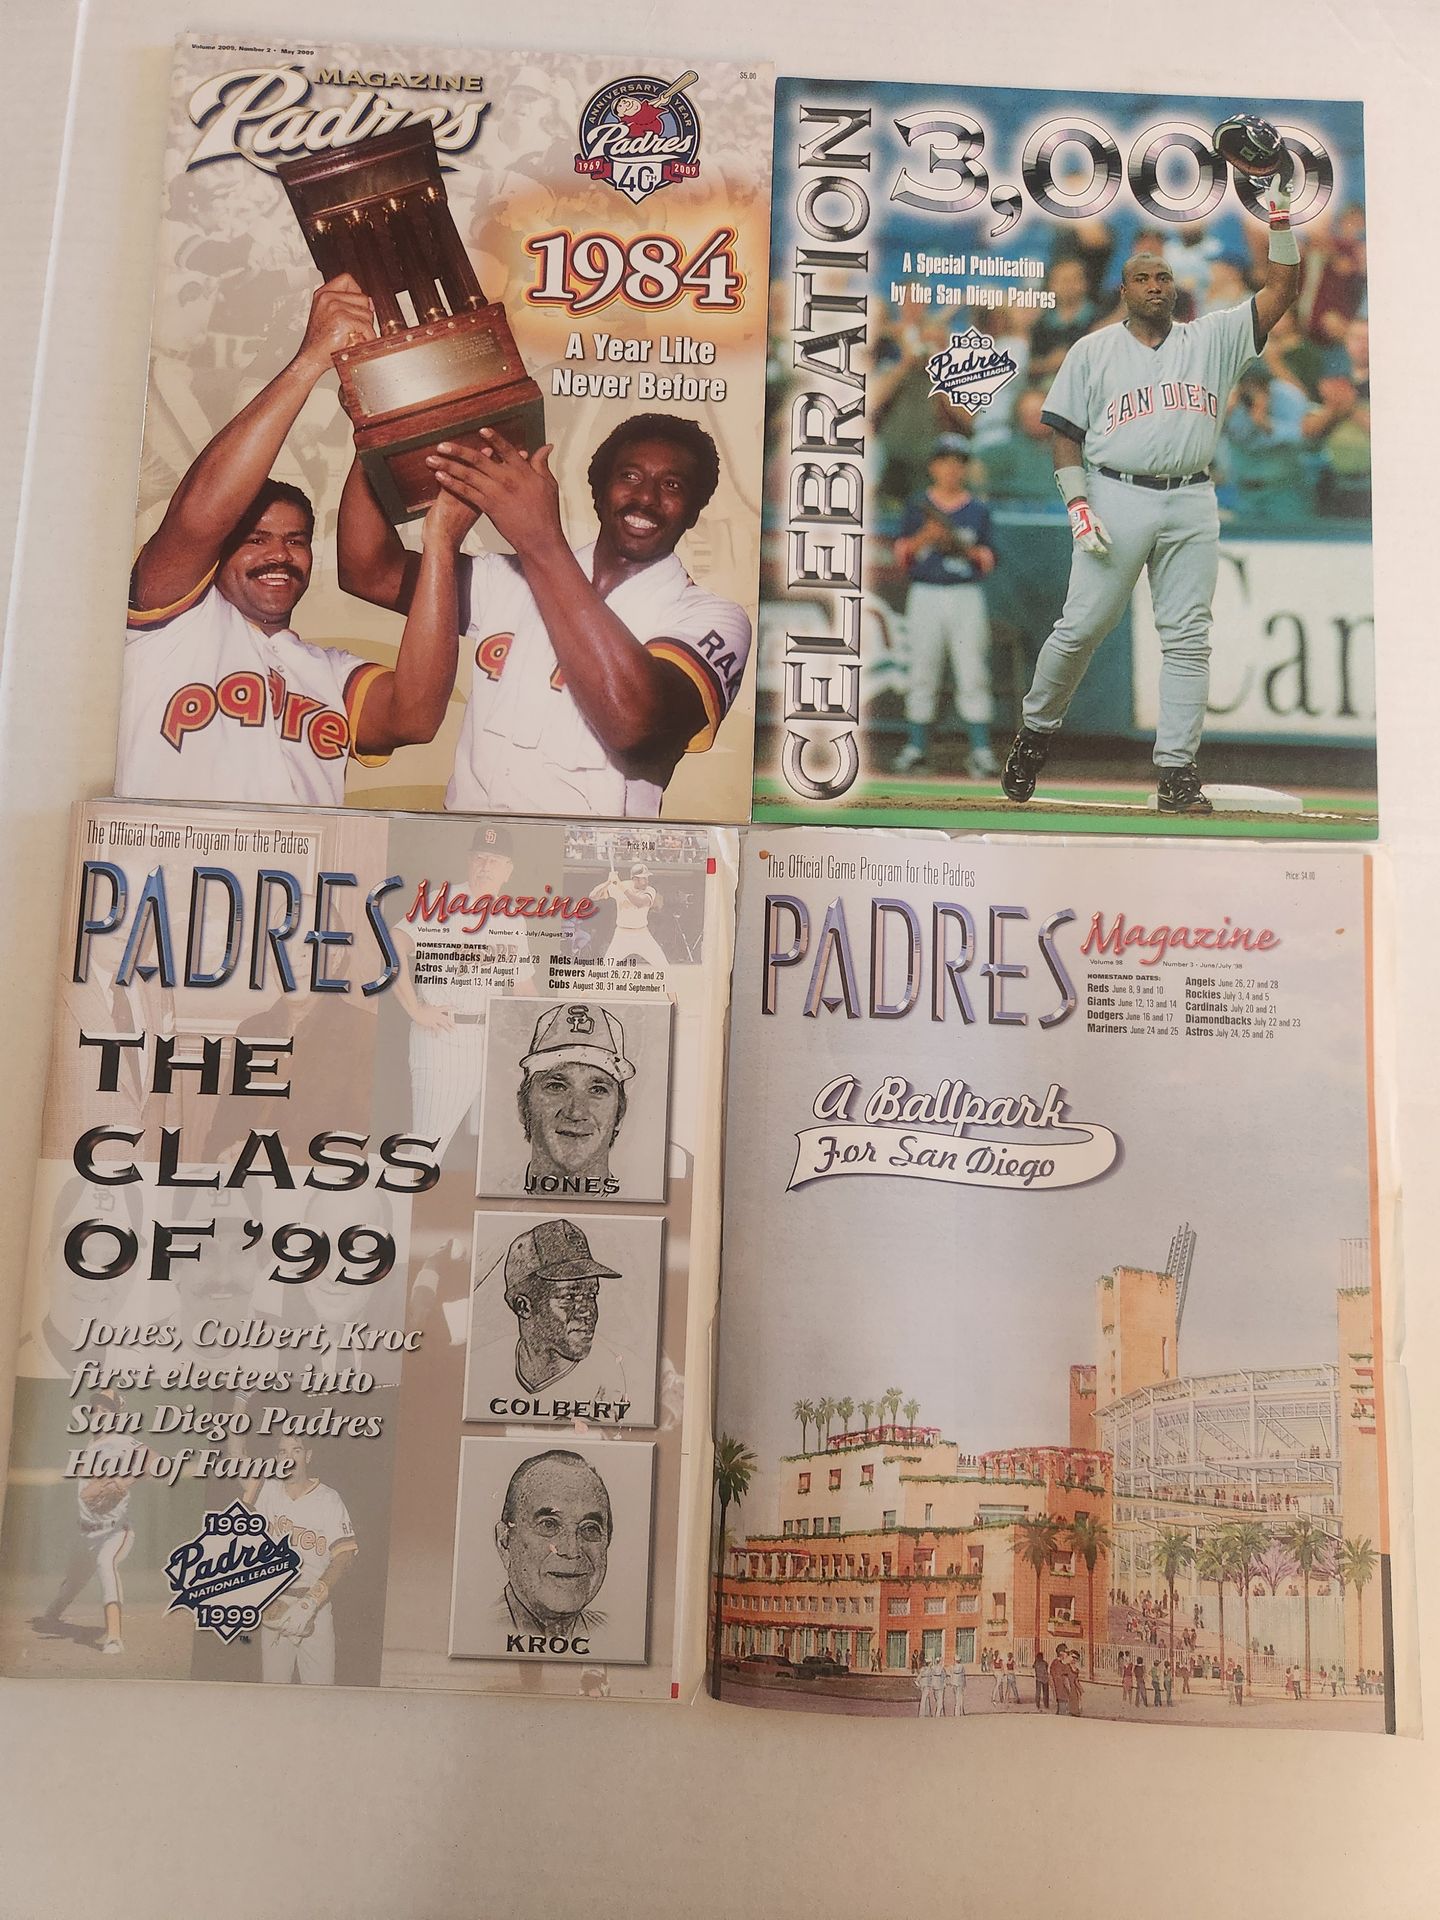 Volume 2009, Number 2 • May 2009
$5.00
MAGAZINE
Padres
ANNIVERSARY YEAR
Padres
1969 2009
40TH
1984
A Year Like
Never Before
padres
RAK
CELEBRATION
3,000
A Special Publication
by the San Diego Padres
1969
Padres
NATIONAL LEAGUE
1999
SAN DIEGO
Can
The Official Game Program for the Padres
Price: $4.00
PADRES
Magazine
Volume 99 Number 4 • July/August '99
HOMESTAND DATES:
Diamondbacks July 26, 27 and 28
Astros July 30, 31 and August 1
Marlins August 13, 14 and 15
Mets August 16, 17 and 18
Brewers August 26, 27, 28 and 29
Cubs August 30, 31 and September 1
THE
CLASS
OF '99
Jones, Colbert, Kroc
first electees into
San Diego Padres
Hall of Fame
1969
Padres
NATIONAL LEAGUE
1999
JONES
COLBERT
KROC
The Official Game Program for the Padres
Price: $4.00
PADRES
Magazine
Volume 98 Number 3 • June/July '98
HOMESTAND DATES:
Reds June 8, 9 and 10
Giants June 12, 13 and 14
Dodgers June 16 and 17
Mariners June 24 and 25
Angels June 26, 27 and 28
Rockies July 3, 4 and 5
Cardinals July 20 and 21
Diamondbacks July 22 and 23
Astros July 24, 25 and 26
A Ballpark
For San Diego